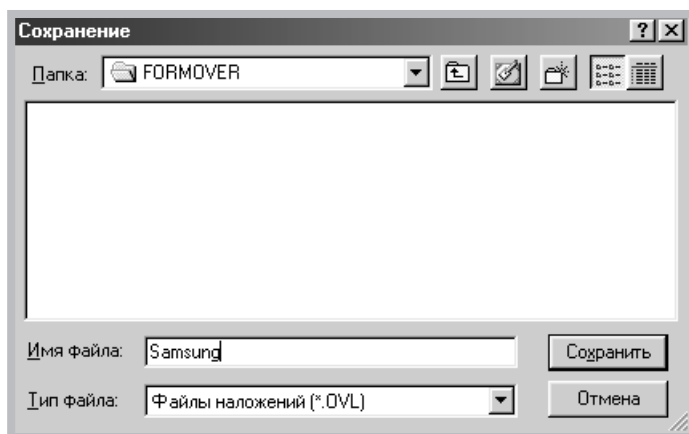 Сохранение
Папка: FORMOVER
Имя файла: Samsung Сохранить
Тип файла: Файлы наложений (*.OVL) Отмена